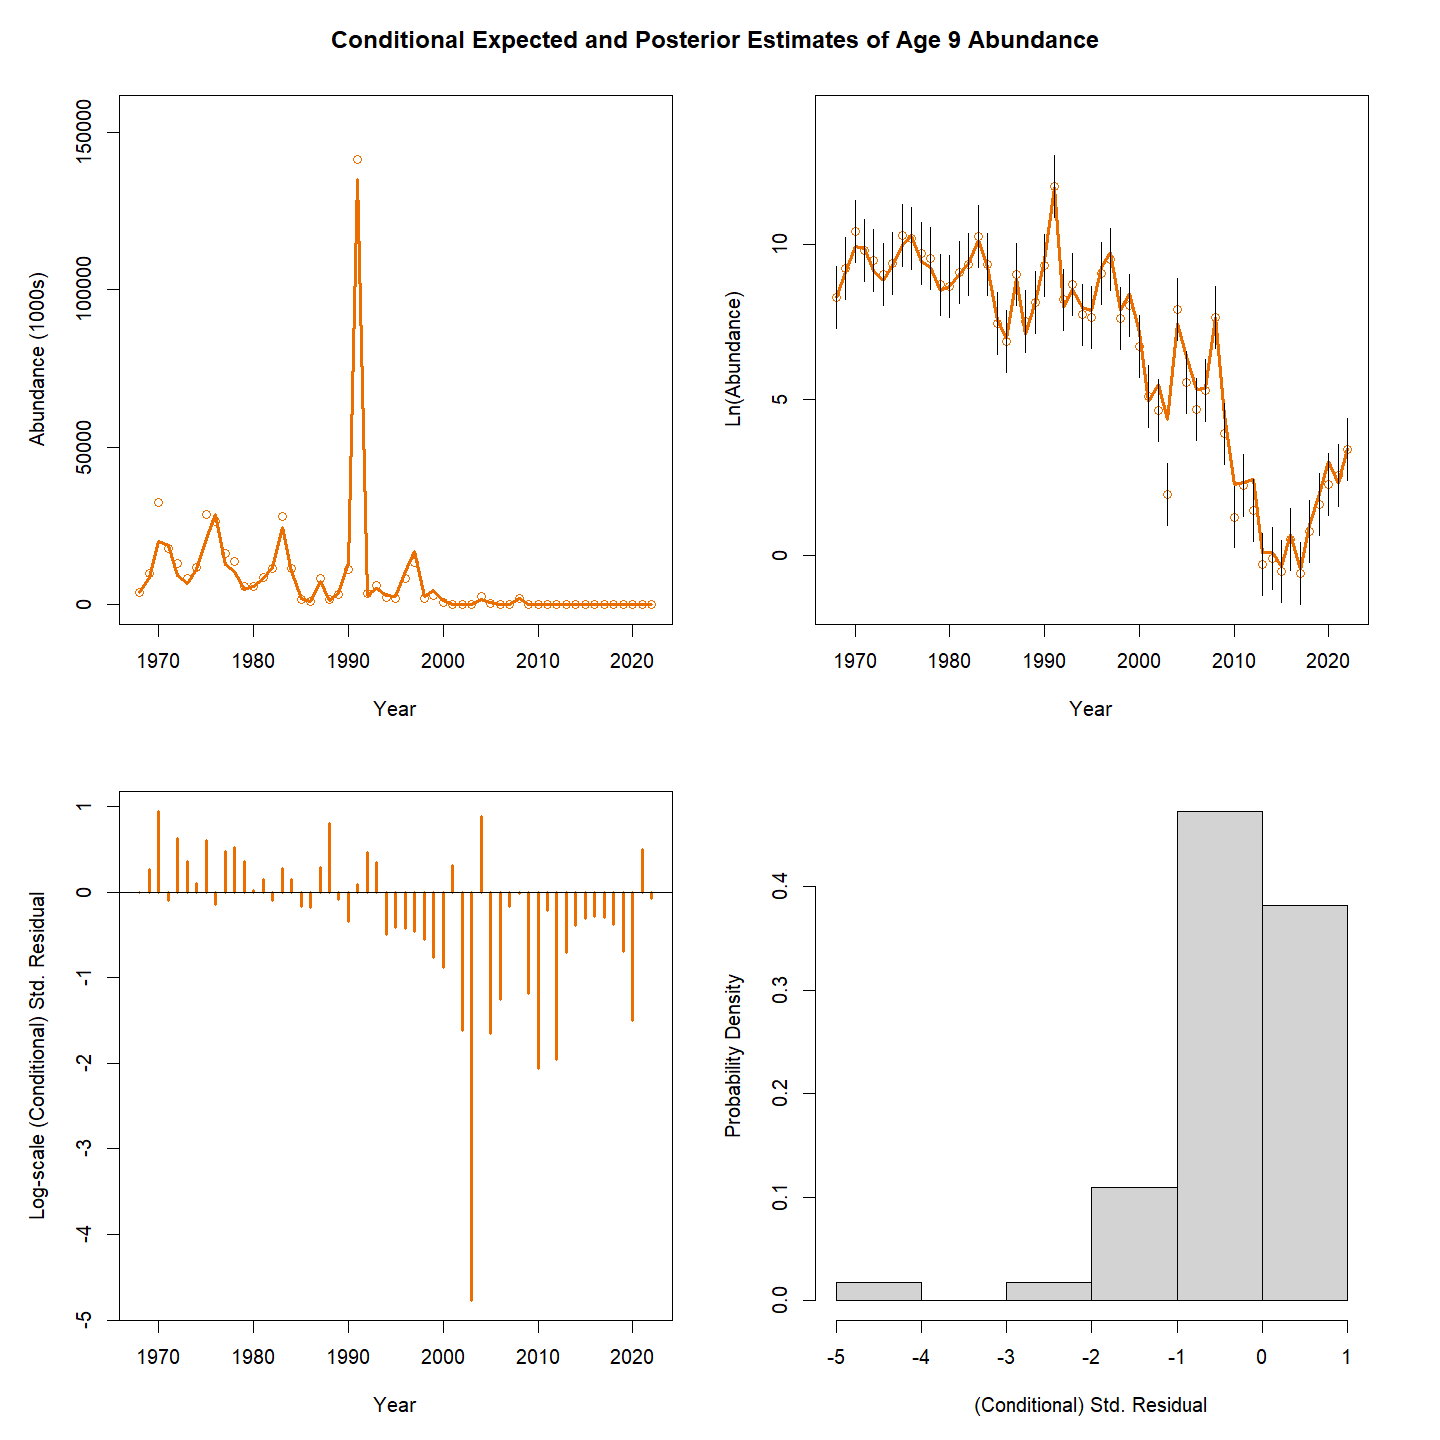 Conditional Expected and Posterior Estimates of Age 9 Abundance
Abundance (1000s)
150000
100000
50000
0
1970 1980 1990 2000 2010 2020
Year
Ln(Abundance)
10
5
0
1970 1980 1990 2000 2010 2020
Year
Log-scale (Conditional) Std. Residual
1
0
-1
-2
-3
-4
-5
1970 1980 1990 2000 2010 2020
Year
Probability Density
0.4
0.3
0.2
0.1
0.0
-5 -4 -3 -2 -1 0 1
(Conditional) Std. Residual